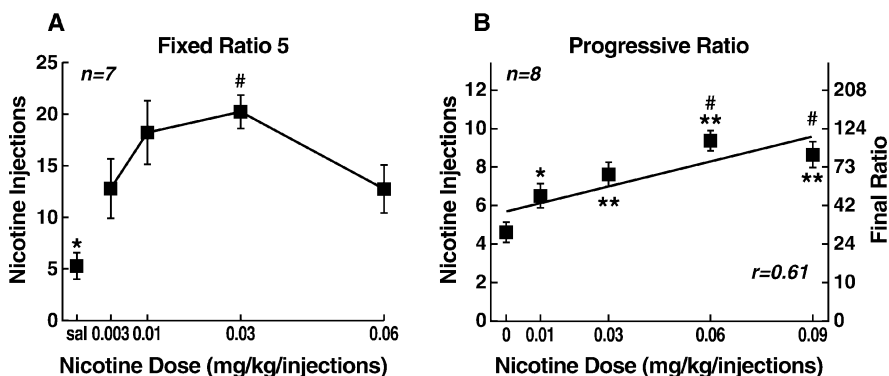 A
Fixed Ratio 5
n=7
Nicotine Injections
25
20
15
10
5
0
*
#
sal 0.003 0.01 0.03 0.06
Nicotine Dose (mg/kg/injections)
B
Progressive Ratio
n=8
Nicotine Injections
12
10
8
6
4
2
0
*
**
#
**
#
**
r=0.61
208
124
73
42
24
10
0
Final Ratio
0 0.01 0.03 0.06 0.09
Nicotine Dose (mg/kg/injections)